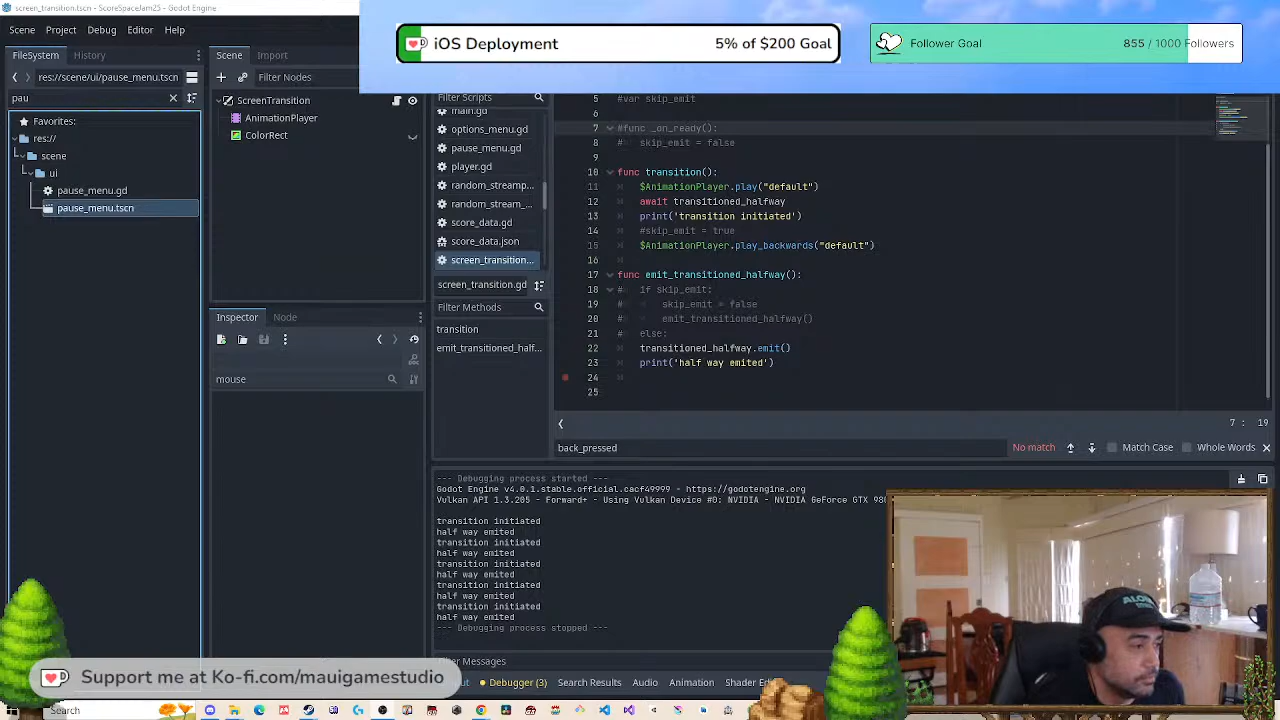 screen_transition.tscn - ScoreSpaceJam25 - Godot Engine
Scene Project Debug Editor Help
iOS Deployment 5% of $200 Goal
Follower Goal 855 / 1000 Followers
FileSystem History
res://scene/ui/pause_menu.tscn
pau
Favorites:
res://
scene
ui
pause_menu.gd
pause_menu.tscn
Scene Import
Filter Nodes
ScreenTransition
AnimationPlayer
ColorRect
Inspector Node
mouse
Filter Scripts
main.gd
options_menu.gd
pause_menu.gd
player.gd
random_streamp...
random_stream_...
score_data.gd
score_data.json
screen_transition...
screen_transition.gd
Filter Methods
transition
emit_transitioned_half...
5 #var skip_emit
6
7 #func _on_ready():
8 # skip_emit = false
9
10 func transition():
11 $AnimationPlayer.play("default")
12 await transitioned_halfway
13 print('transition initiated')
14 #skip_emit = true
15 $AnimationPlayer.play_backwards("default")
16
17 func emit_transitioned_halfway():
18 # if skip_emit:
19 # skip_emit = false
20 # emit_transitioned_halfway()
21 # else:
22 transitioned_halfway.emit()
23 print('half way emited')
24
25
7 : 19
back_pressed No match Match Case Whole Words
--- Debugging process started ---
Godot Engine v4.0.1.stable.official.cacf49999 - https://godotengine.org
Vulkan API 1.3.205 - Forward+ - Using Vulkan Device #0: NVIDIA - NVIDIA GeForce GTX 980
transition initiated
half way emited
transition initiated
half way emited
transition initiated
half way emited
transition initiated
half way emited
transition initiated
half way emited
--- Debugging process stopped ---
Filter Messages
Debugger (3) Search Results Audio Animation Shader Ed
Support me at Ko-fi.com/mauigamestudio
Search